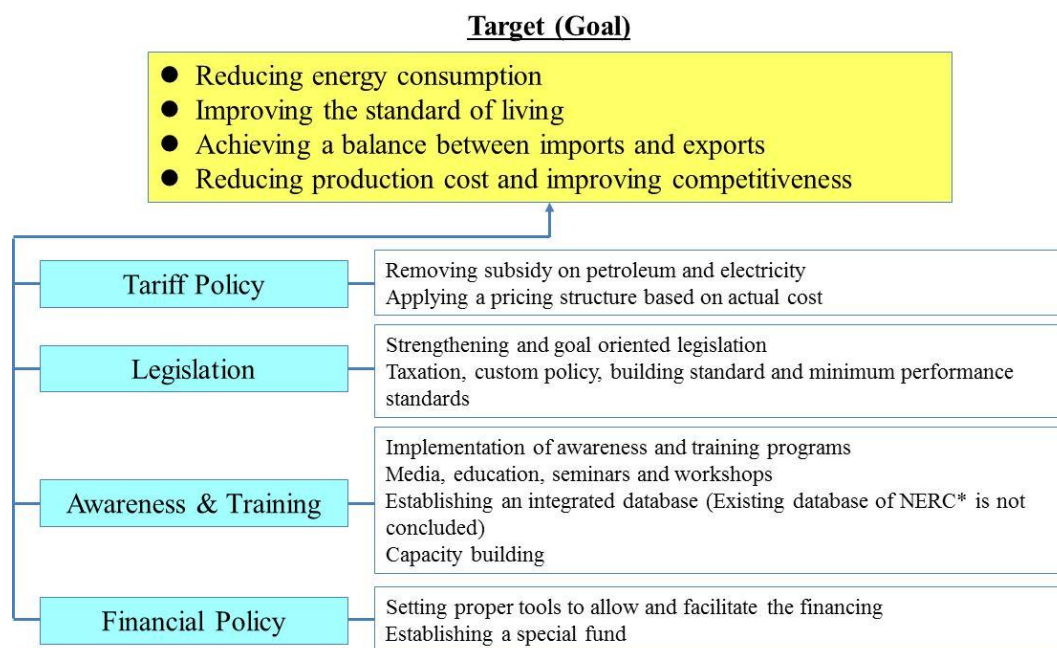 Target (Goal)
● Reducing energy consumption
● Improving the standard of living
● Achieving a balance between imports and exports
● Reducing production cost and improving competitiveness
Tariff Policy
Removing subsidy on petroleum and electricity
Applying a pricing structure based on actual cost
Legislation
Strengthening and goal oriented legislation
Taxation, custom policy, building standard and minimum performance
standards
Awareness & Training
Implementation of awareness and training programs
Media, education, seminars and workshops
Establishing an integrated database (Existing database of NERC* is not
concluded)
Capacity building
Financial Policy
Setting proper tools to allow and facilitate the financing
Establishing a special fund